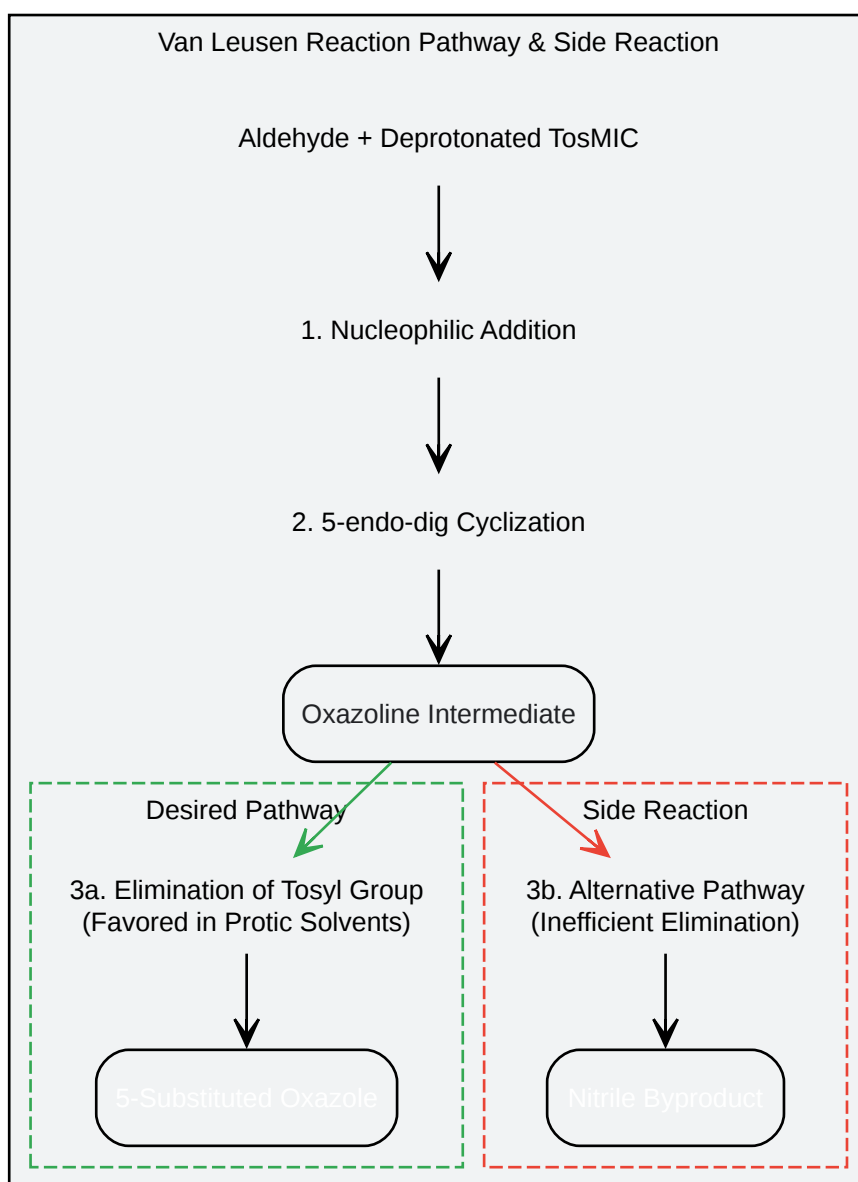 Van Leusen Reaction Pathway & Side Reaction
Aldehyde + Deprotonated TosMIC
1. Nucleophilic Addition
2. 5-endo-dig Cyclization
Oxazoline Intermediate
Desired Pathway
3a. Elimination of Tosyl Group
(Favored in Protic Solvents)
5-Substituted Oxazole
Side Reaction
3b. Alternative Pathway
(Inefficient Elimination)
Nitrile Byproduct